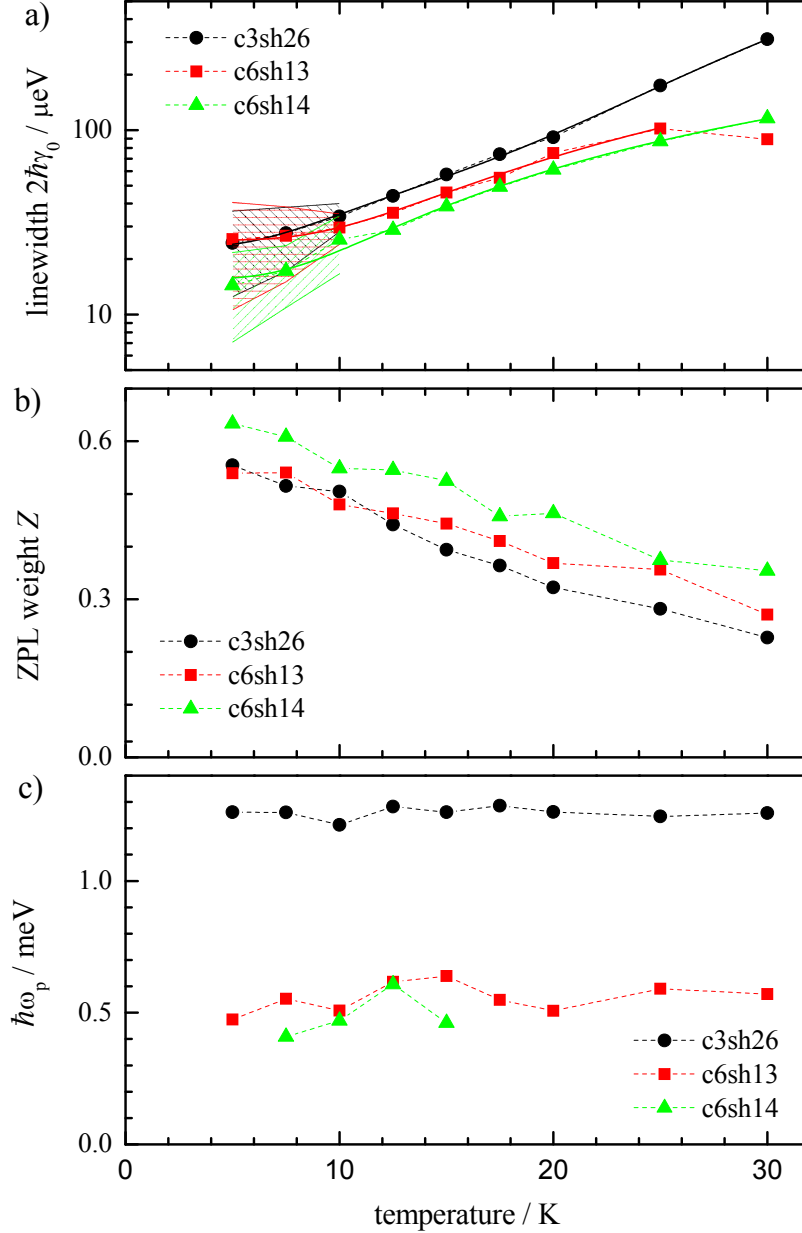 a)
linewidth 2ħγ₀ / µeV
100
10
c3sh26
c6sh13
c6sh14
b)
ZPL weight Z
0.6
0.3
0.0
c3sh26
c6sh13
c6sh14
c)
ħωₚ / meV
1.0
0.5
0.0
c3sh26
c6sh13
c6sh14
0 10 20 30
temperature / K